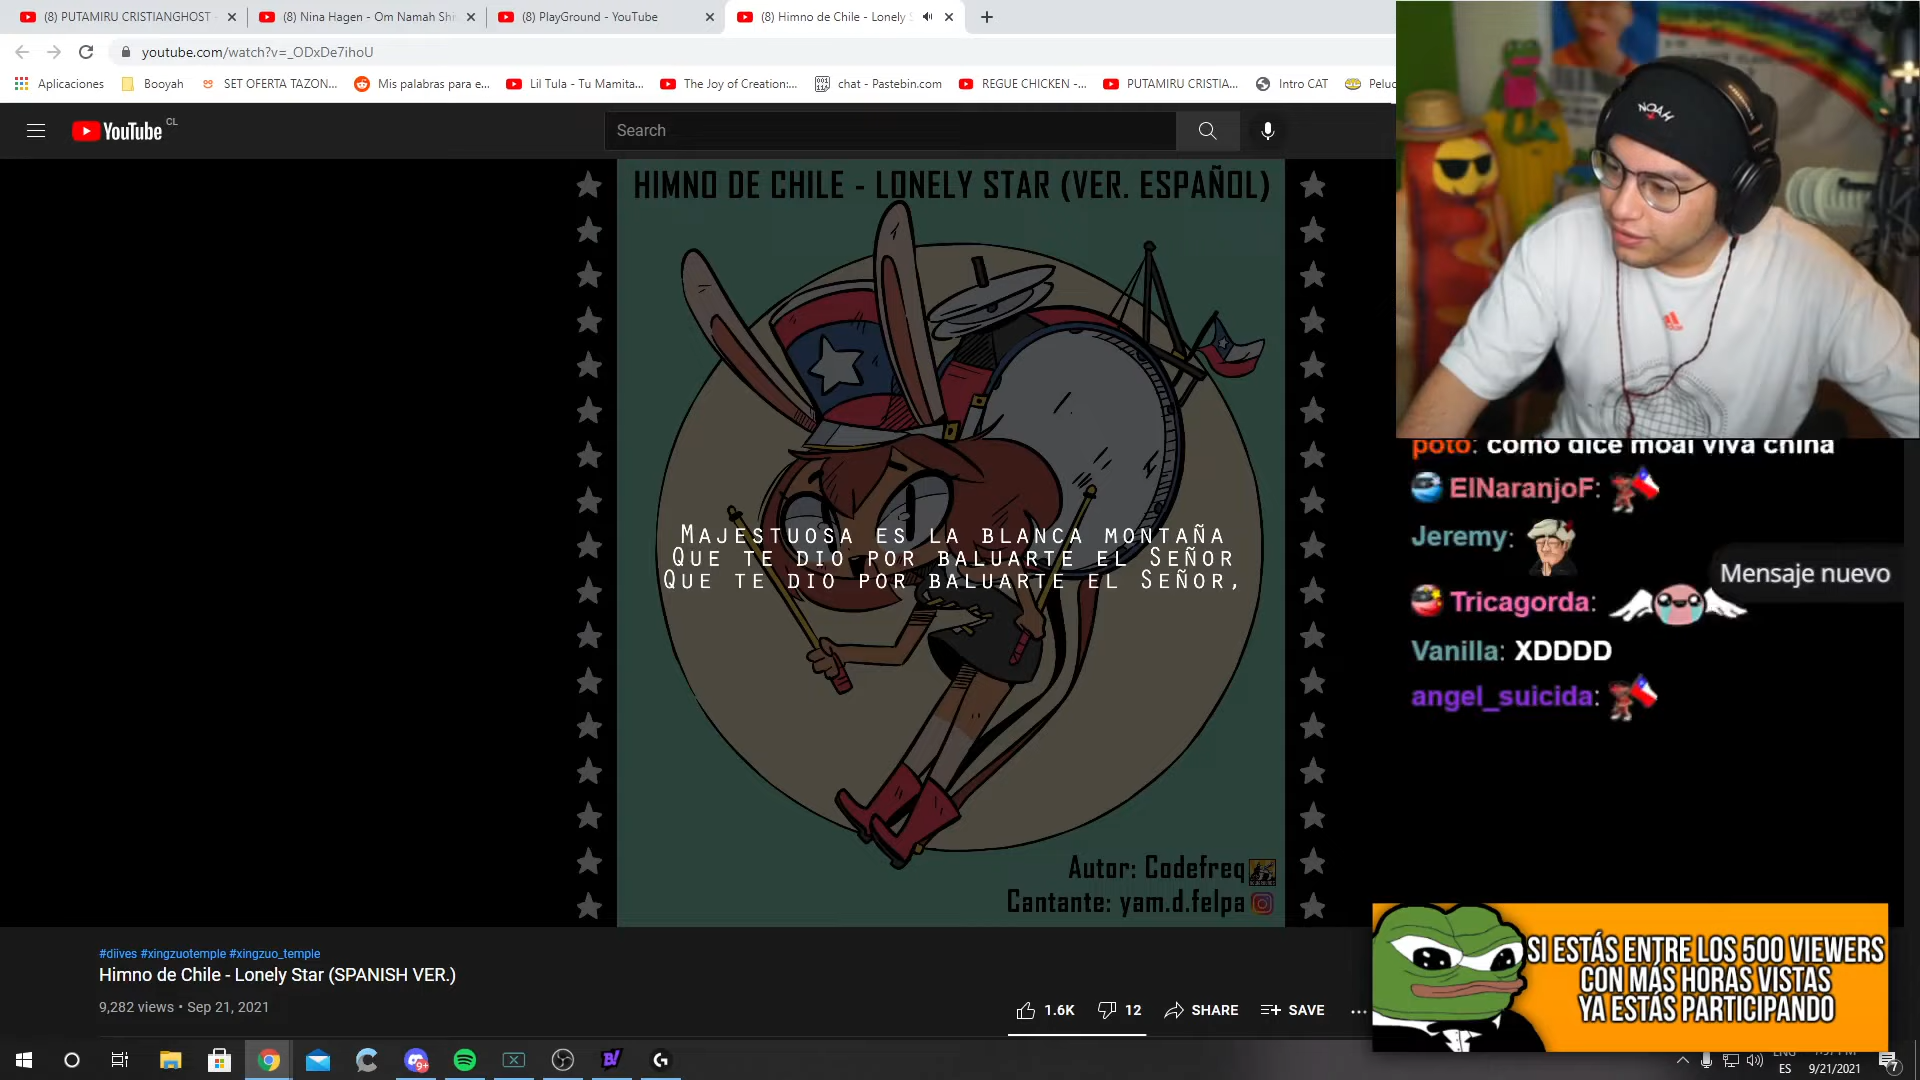 (8) PUTAMIRU CRISTIANGHOST
(8) Nina Hagen - Om Namah Shi
(8) PlayGround - YouTube
(8) Himno de Chile - Lonely S
youtube.com/watch?v=_ODxDe7ihoU
Aplicaciones
Booyah
SET OFERTA TAZON...
Mis palabras para e...
Lil Tula - Tu Mamita...
The Joy of Creation:...
chat - Pastebin.com
REGUE CHICKEN -...
PUTAMIRU CRISTIA...
Intro CAT
Peluc
YouTube CL
Search
HIMNO DE CHILE - LONELY STAR (VER. ESPAÑOL)
Majestuosa es la blanca montaña
Que te dio por baluarte el Señor
Que te dio por baluarte el Señor,
Autor: Codefreq
Cantante: yam.d.felpa
#diives #xingzuotemple #xingzuo_temple
Himno de Chile - Lonely Star (SPANISH VER.)
9,282 views • Sep 21, 2021
1.6K
12
SHARE
SAVE
NOAH
poto: como dice moai viva china
ElNaranjoF:
Jeremy:
Mensaje nuevo
Tricagorda:
Vanilla: XDDDD
angel_suicida:
SI ESTÁS ENTRE LOS 500 VIEWERS
CON MÁS HORAS VISTAS
YA ESTÁS PARTICIPANDO
9+
ES
9/21/2021
7